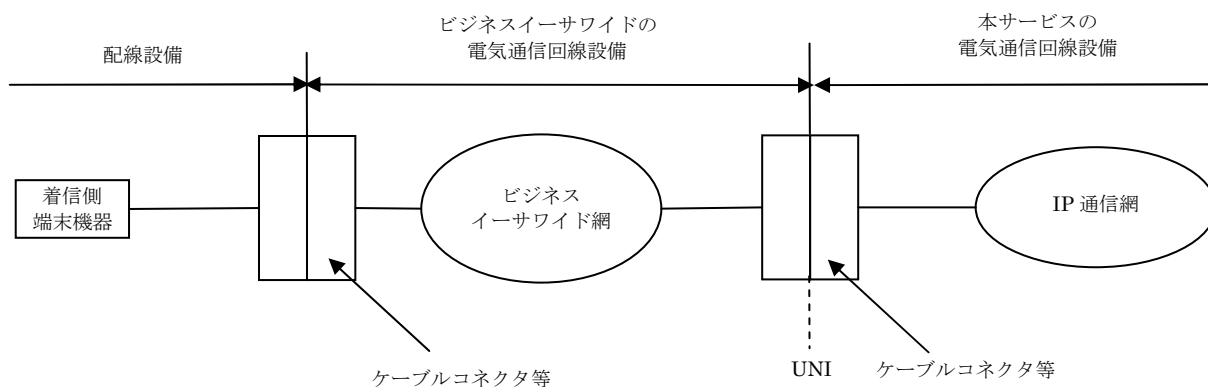 配線設備
ビジネスイーサワイドの
電気通信回線設備
本サービスの
電気通信回線設備
着信側
端末機器
ビジネス
イーサワイド網
IP 通信網
ケーブルコネクタ等
UNI
ケーブルコネクタ等